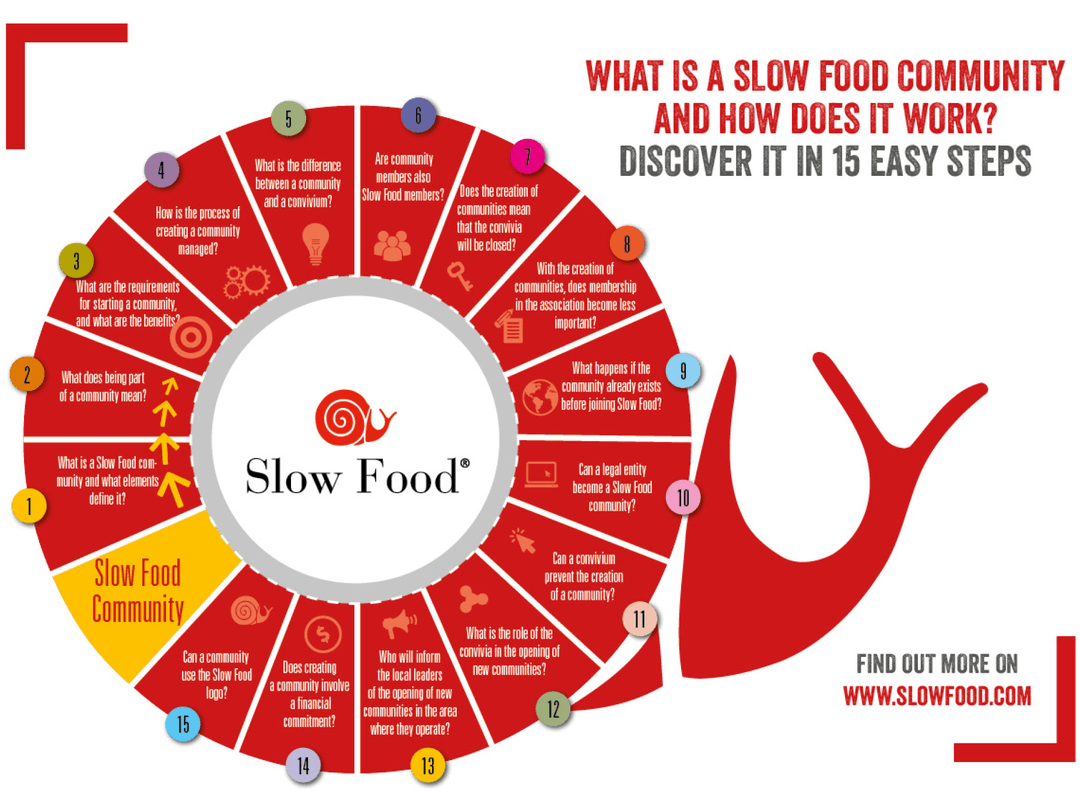 WHAT IS A SLOW FOOD COMMUNITY
AND HOW DOES IT WORK?
DISCOVER IT IN 15 EASY STEPS
Slow Food
Community
1
What is a Slow Food com-
munity and what elements
define it?
2
What does being part
of a community mean?
3
What are the requirements
for starting a community,
and what are the benefits?
4
How is the process of
creating a community
managed?
5
What is the difference
between a community
and a convivium?
6
Are community
members also
Slow Food members?
7
Does the creation of
communities mean
that the convivia
will be closed?
8
With the creation of
communities, does membership
in the association become less
important?
9
What happens if the
community already exists
before joining Slow Food?
10
Can a legal entity
become a Slow Food
community?
11
Can a convivium
prevent the creation
of a community?
12
What is the role of the
convivia in the opening of
new communities?
13
Who will inform
the local leaders
of the opening of new
communities in the area
where they operate?
14
Does creating
a community involve
a financial
commitment?
$
15
Can a community
use the Slow Food
logo?
Slow Food®
FIND OUT MORE ON
WWW.SLOWFOOD.COM